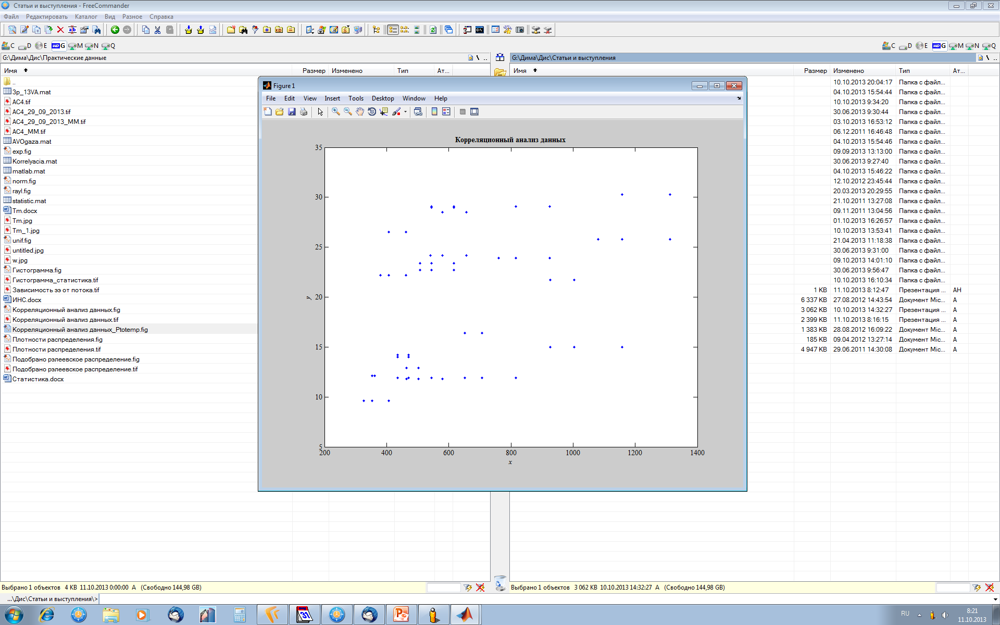 Статьи и выступления - FreeCommander
Файл Редактировать Каталог Вид Разное Справка
C D E G M N Q
C D E G M N Q
G:\Дима\Дис\Практические данные
G:\Дима\Дис\Статьи и выступления
Имя Размер Изменено Тип Ат...
Имя Размер Изменено Тип Ат...
..
3p_13VA.mat
AC4.tif
AC4_29_09_2013.tif
AC4_29_09_2013_MM.tif
AC4_MM.tif
AVOgaza.mat
exp.fig
Korrelyacia.mat
matlab.mat
norm.fig
rayl.fig
statistic.mat
Tm.docx
Tm.jpg
Tm_1.jpg
unif.fig
untitled.jpg
w.jpg
Гистограмма.fig
Гистограмма_статистика.tif
Зависимость ээ от потока.tif
ИНС.docx
Корреляционный анализ данных.fig
Корреляционный анализ данных.tif
Корреляционный анализ данных_Ptotemp.fig
Плотности распределения.fig
Плотности распределения.tif
Подобрано рэлеевское распределение.fig
Подобрано рэлеевское распределение.tif
Статистика.docx
Figure 1
File Edit View Insert Tools Desktop Window Help
Корреляционный анализ данных
35
30
25
20
15
10
5
y
200 400 600 800 1000 1200 1400
x
10.10.2013 20:04:17 Папка с файл...
04.10.2013 15:54:44 Папка с файл...
10.10.2013 9:34:20 Папка с файл...
30.06.2013 9:30:44 Папка с файл...
03.10.2013 16:53:12 Папка с файл...
06.12.2011 16:46:48 Папка с файл...
04.10.2013 15:54:46 Папка с файл...
09.09.2013 13:13:00 Папка с файл...
30.06.2013 9:27:40 Папка с файл...
04.10.2013 15:46:22 Папка с файл...
12.10.2012 23:45:44 Папка с файл...
20.03.2013 20:29:55 Папка с файл...
21.10.2011 13:27:08 Папка с файл...
09.11.2011 13:04:56 Папка с файл...
01.10.2013 16:26:57 Папка с файл...
10.10.2013 13:53:41 Папка с файл...
21.04.2013 11:18:38 Папка с файл...
30.06.2013 9:31:00 Папка с файл...
09.10.2013 14:01:10 Папка с файл...
30.06.2013 9:56:47 Папка с файл...
10.10.2013 16:10:34 Папка с файл...
1 KB 11.10.2013 8:12:47 Презентация ... AH
6 337 KB 27.08.2012 14:43:54 Документ Mic... A
3 062 KB 10.10.2013 14:32:27 Презентация ... A
2 399 KB 11.10.2013 8:16:15 Презентация ... A
1 383 KB 28.08.2012 16:09:22 Документ Mic... A
185 KB 09.04.2012 13:27:14 Документ Mic... A
4 947 KB 29.06.2011 14:30:08 Документ Mic... A
Выбрано 1 объектов 4 KB 11.10.2013 0:00:00 A (Свободно 144,98 GB)
Выбрано 1 объектов 3 062 KB 10.10.2013 14:32:27 A (Свободно 144,98 GB)
...\Дис\Статьи и выступления\>
31
RU
8:21
11.10.2013